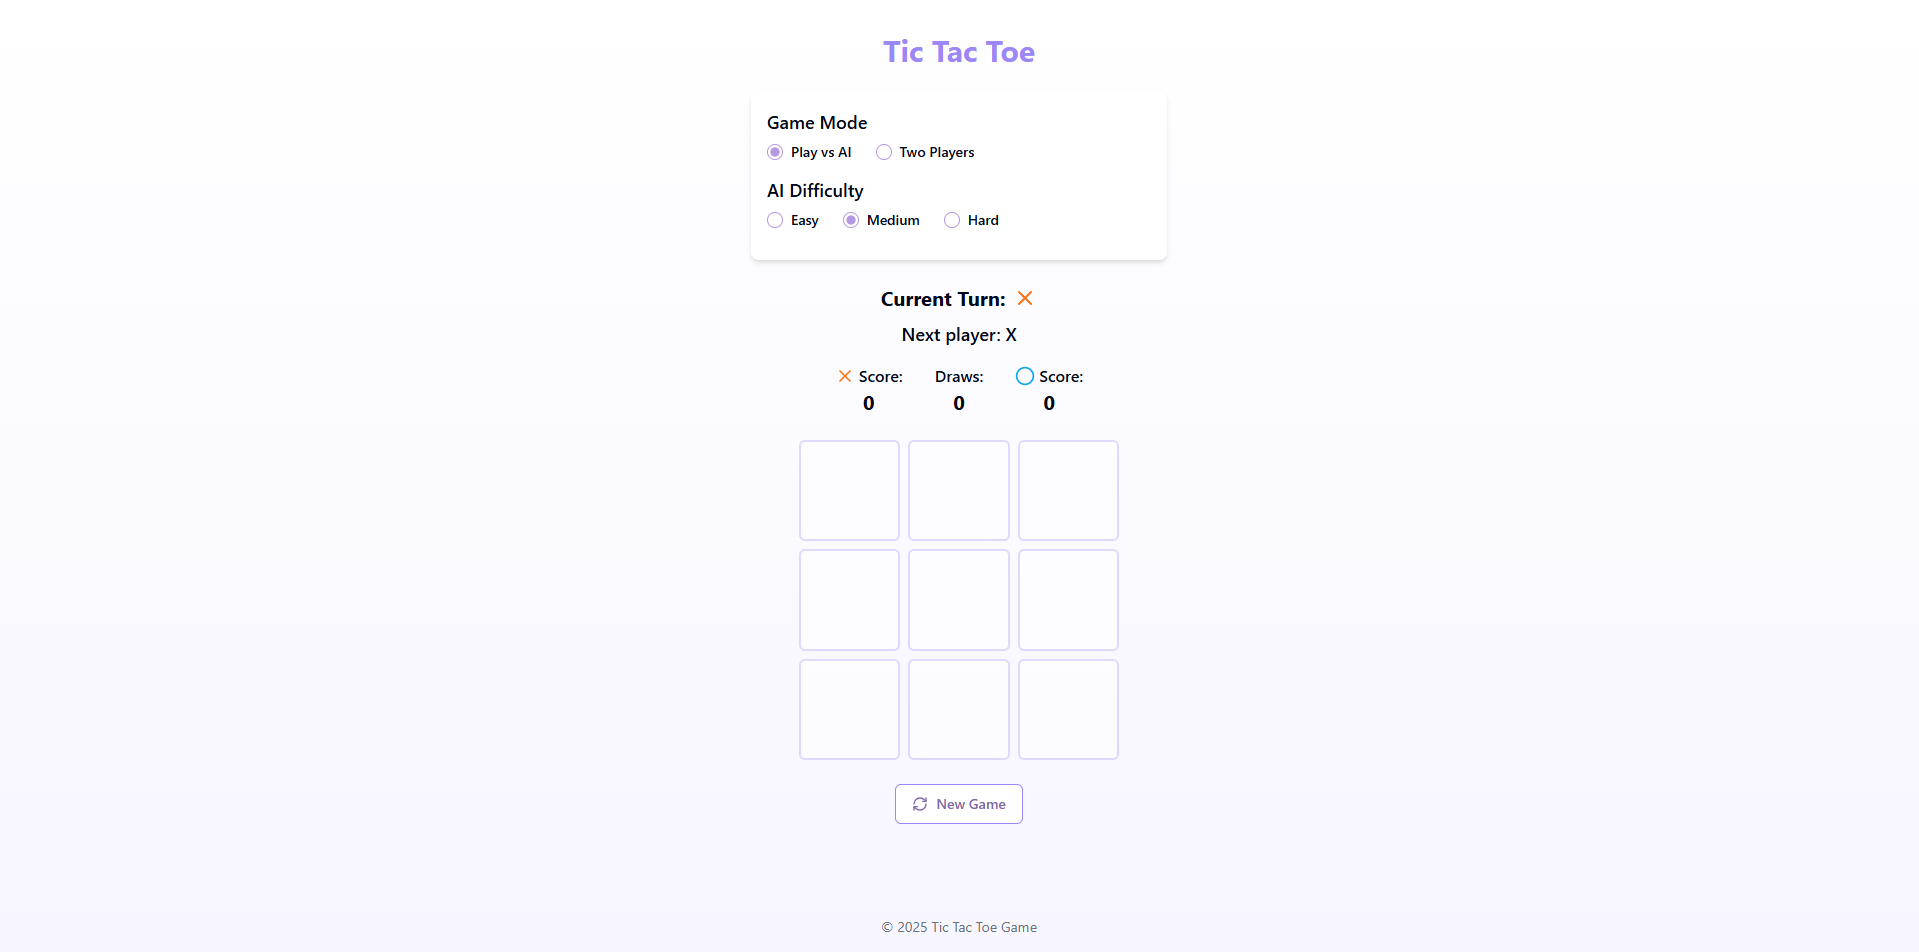 Tic Tac Toe
Game Mode
Play vs AI Two Players
AI Difficulty
Easy Medium Hard
Current Turn:
Next player: X
Score: Draws: Score:
0 0 0
New Game
© 2025 Tic Tac Toe Game